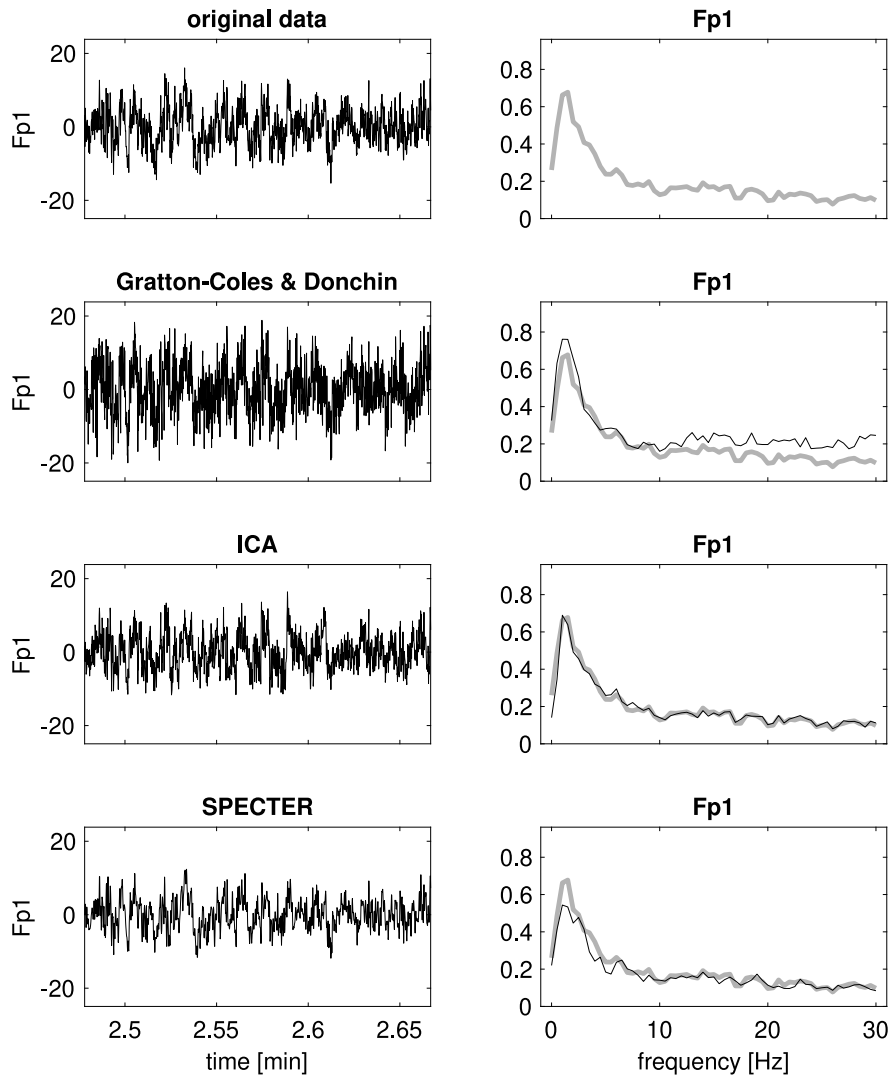 original data
Fp1
20
0
-20
Fp1
0.8
0.6
0.4
0.2
0
Gratton-Coles & Donchin
Fp1
20
0
-20
Fp1
0.8
0.6
0.4
0.2
0
ICA
Fp1
20
0
-20
Fp1
0.8
0.6
0.4
0.2
0
SPECTER
Fp1
20
0
-20
2.5 2.55 2.6 2.65
time [min]
Fp1
0.8
0.6
0.4
0.2
0
0 10 20 30
frequency [Hz]